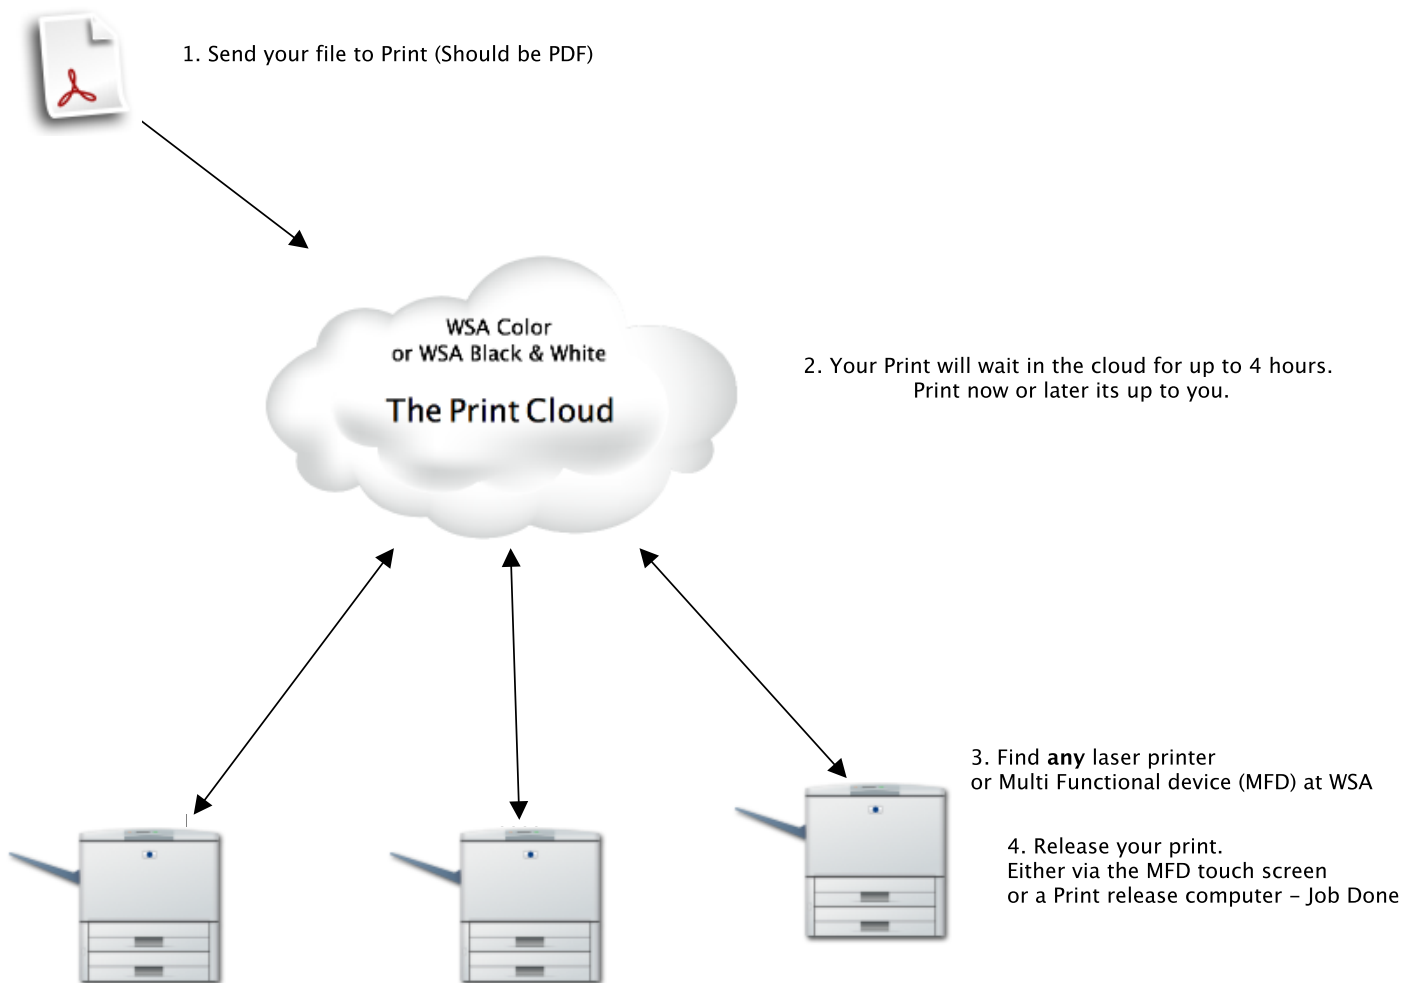 1. Send your file to Print (Should be PDF)
WSA Color
or WSA Black & White
The Print Cloud
2. Your Print will wait in the cloud for up to 4 hours.
Print now or later its up to you.
3. Find any laser printer
or Multi Functional device (MFD) at WSA
4. Release your print.
Either via the MFD touch screen
or a Print release computer – Job Done